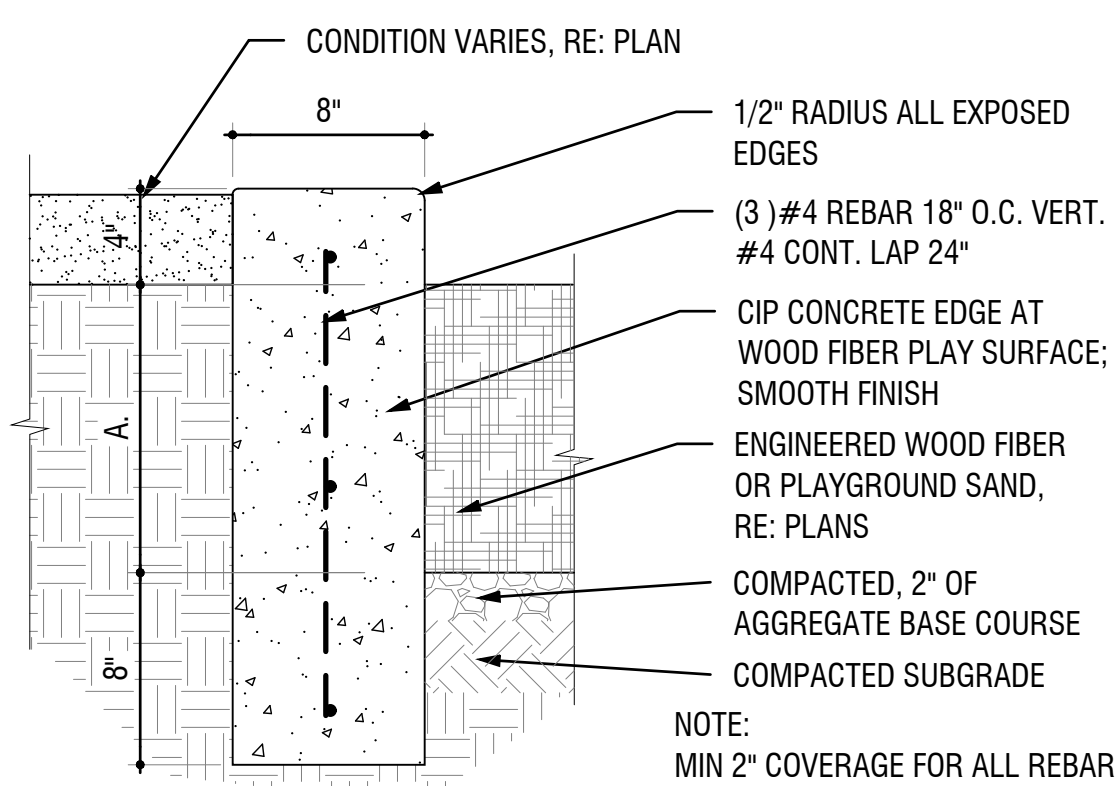 CONDITION VARIES, RE: PLAN
8"
1/2" RADIUS ALL EXPOSED
EDGES
(3 )#4 REBAR 18" O.C. VERT.
#4 CONT. LAP 24"
4"
CIP CONCRETE EDGE AT
WOOD FIBER PLAY SURFACE;
SMOOTH FINISH
A.
ENGINEERED WOOD FIBER
OR PLAYGROUND SAND,
RE: PLANS
COMPACTED, 2" OF
AGGREGATE BASE COURSE
8"
COMPACTED SUBGRADE
NOTE:
MIN 2" COVERAGE FOR ALL REBAR